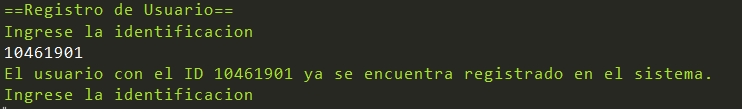 ==Registro de Usuario==
Ingrese la identificacion
10461901
El usuario con el ID 10461901 ya se encuentra registrado en el sistema.
Ingrese la identificacion